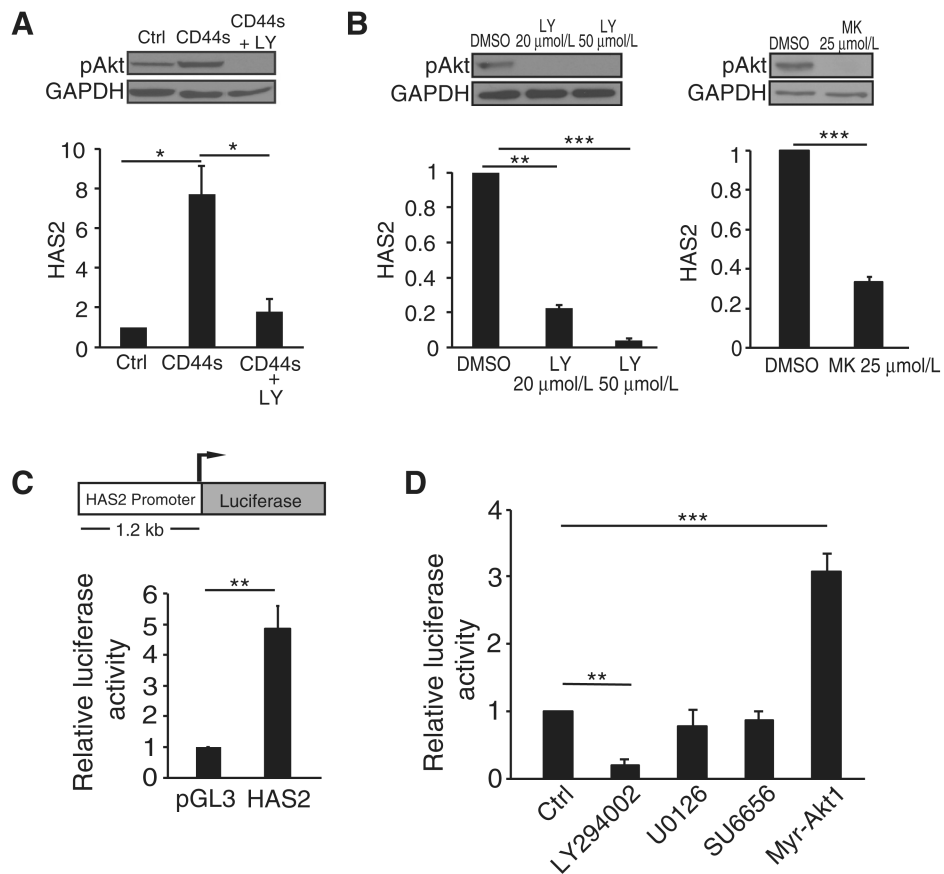 A
Ctrl CD44s CD44s + LY
pAkt
GAPDH
* *
10
8
6
4
2
0
HAS2
Ctrl CD44s CD44s
+
LY
B
DMSO LY 20 μmol/L LY 50 μmol/L
pAkt
GAPDH
***
**
1
0.8
0.6
0.4
0.2
0
HAS2
DMSO LY LY
20 μmol/L 50 μmol/L
DMSO MK 25 μmol/L
pAkt
GAPDH
***
1
0.8
0.6
0.4
0.2
0
HAS2
DMSO MK 25 μmol/L
C
HAS2 Promoter Luciferase
1.2 kb
**
6
5
4
3
2
1
0
Relative luciferase
activity
pGL3 HAS2
D
***
**
4
3
2
1
0
Relative luciferase
activity
Ctrl
LY294002
U0126
SU6656
Myr-Akt1